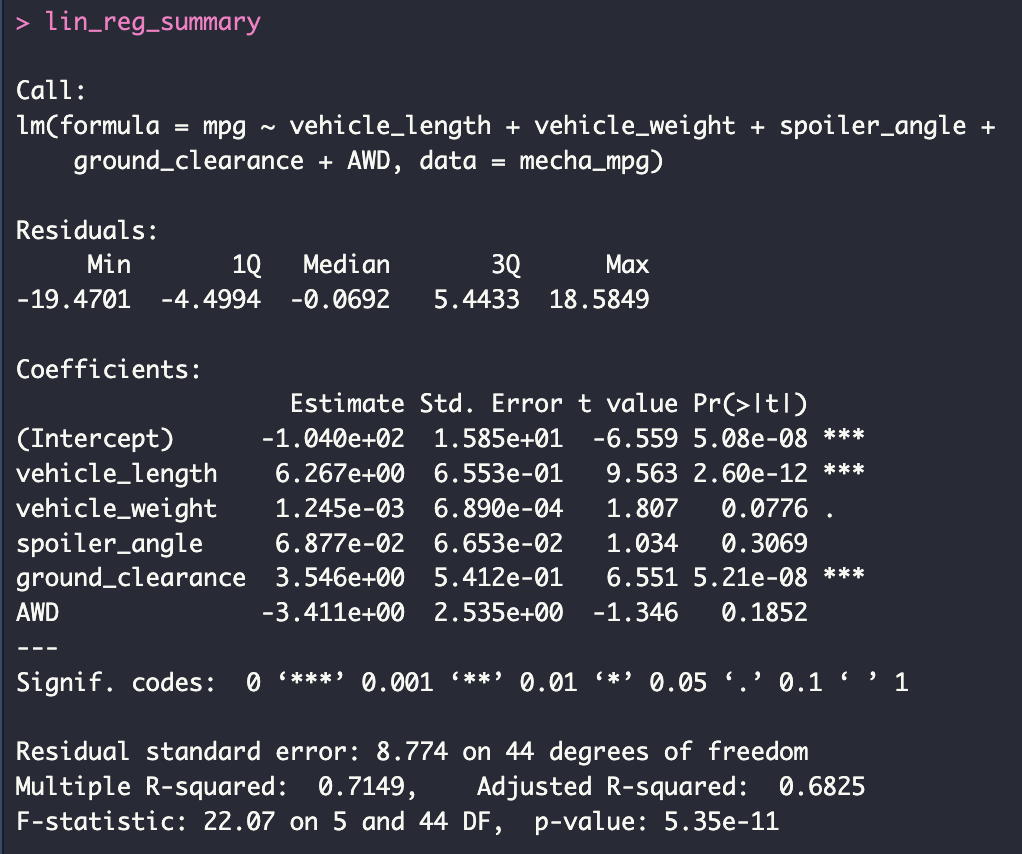 > lin_reg_summary
Call:
lm(formula = mpg ~ vehicle_length + vehicle_weight + spoiler_angle +
    ground_clearance + AWD, data = mecha_mpg)
Residuals:
     Min       1Q   Median       3Q      Max
-19.4701  -4.4994  -0.0692   5.4433  18.5849
Coefficients:
                   Estimate Std. Error t value Pr(>|t|)
(Intercept)      -1.040e+02  1.585e+01  -6.559 5.08e-08 ***
vehicle_length    6.267e+00  6.553e-01   9.563 2.60e-12 ***
vehicle_weight    1.245e-03  6.890e-04   1.807   0.0776 .
spoiler_angle     6.877e-02  6.653e-02   1.034   0.3069
ground_clearance  3.546e+00  5.412e-01   6.551 5.21e-08 ***
AWD              -3.411e+00  2.535e+00  -1.346   0.1852
---
Signif. codes:  0 ‘***’ 0.001 ‘**’ 0.01 ‘*’ 0.05 ‘.’ 0.1 ‘ ’ 1
Residual standard error: 8.774 on 44 degrees of freedom
Multiple R-squared:  0.7149,    Adjusted R-squared:  0.6825
F-statistic: 22.07 on 5 and 44 DF,  p-value: 5.35e-11